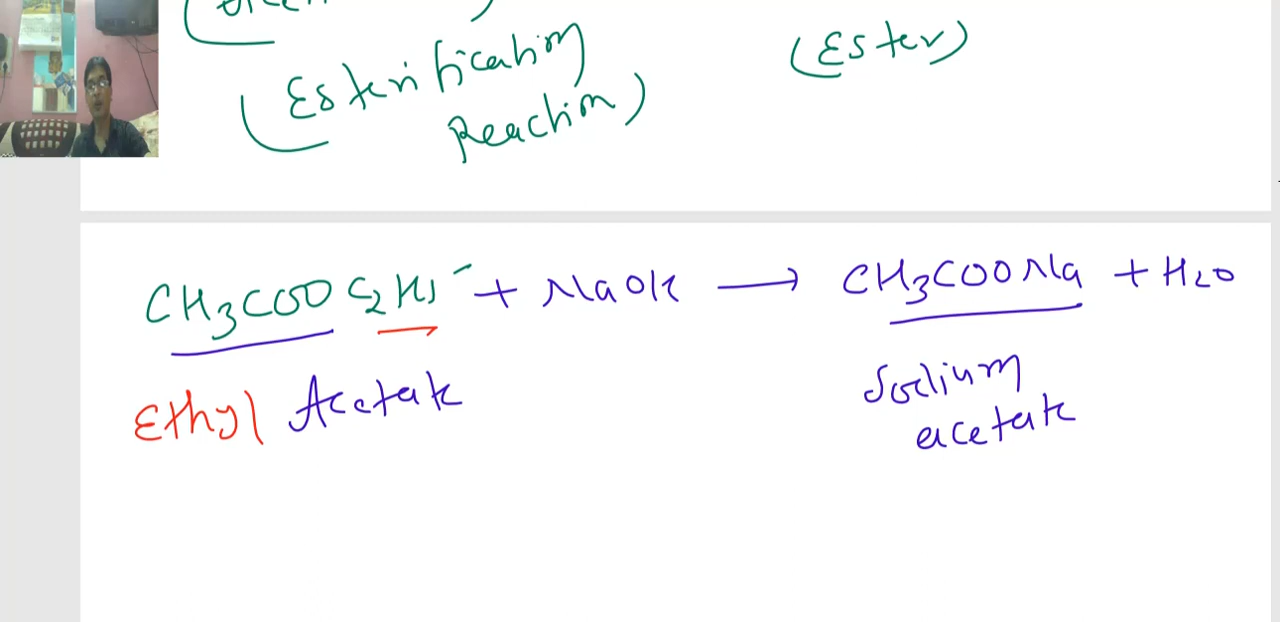 (Esterification
Reaction)
(Ester)
CH3COOC2H5 + NaOH → CH3COONa + H2O
Ethyl Acetate
Sodium
acetate